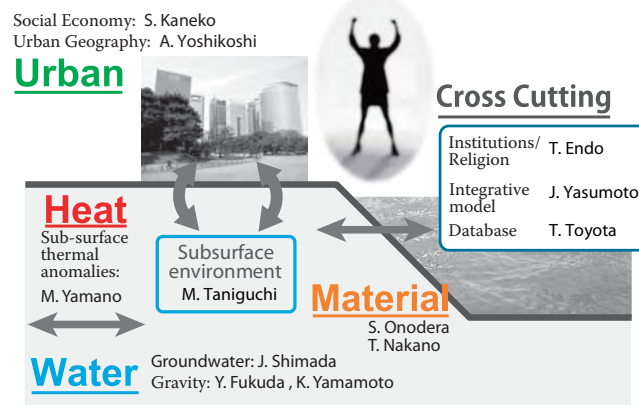 Social Economy: S. Kaneko
Urban Geography: A. Yoshikoshi
Urban
Cross Cutting
Institutions/ Religion T. Endo
Integrative model J. Yasumoto
Database T. Toyota
Heat
Sub-surface
thermal
anomalies:
M. Yamano
Subsurface
environment
M. Taniguchi
Material
S. Onodera
T. Nakano
Water
Groundwater: J. Shimada
Gravity: Y. Fukuda , K. Yamamoto